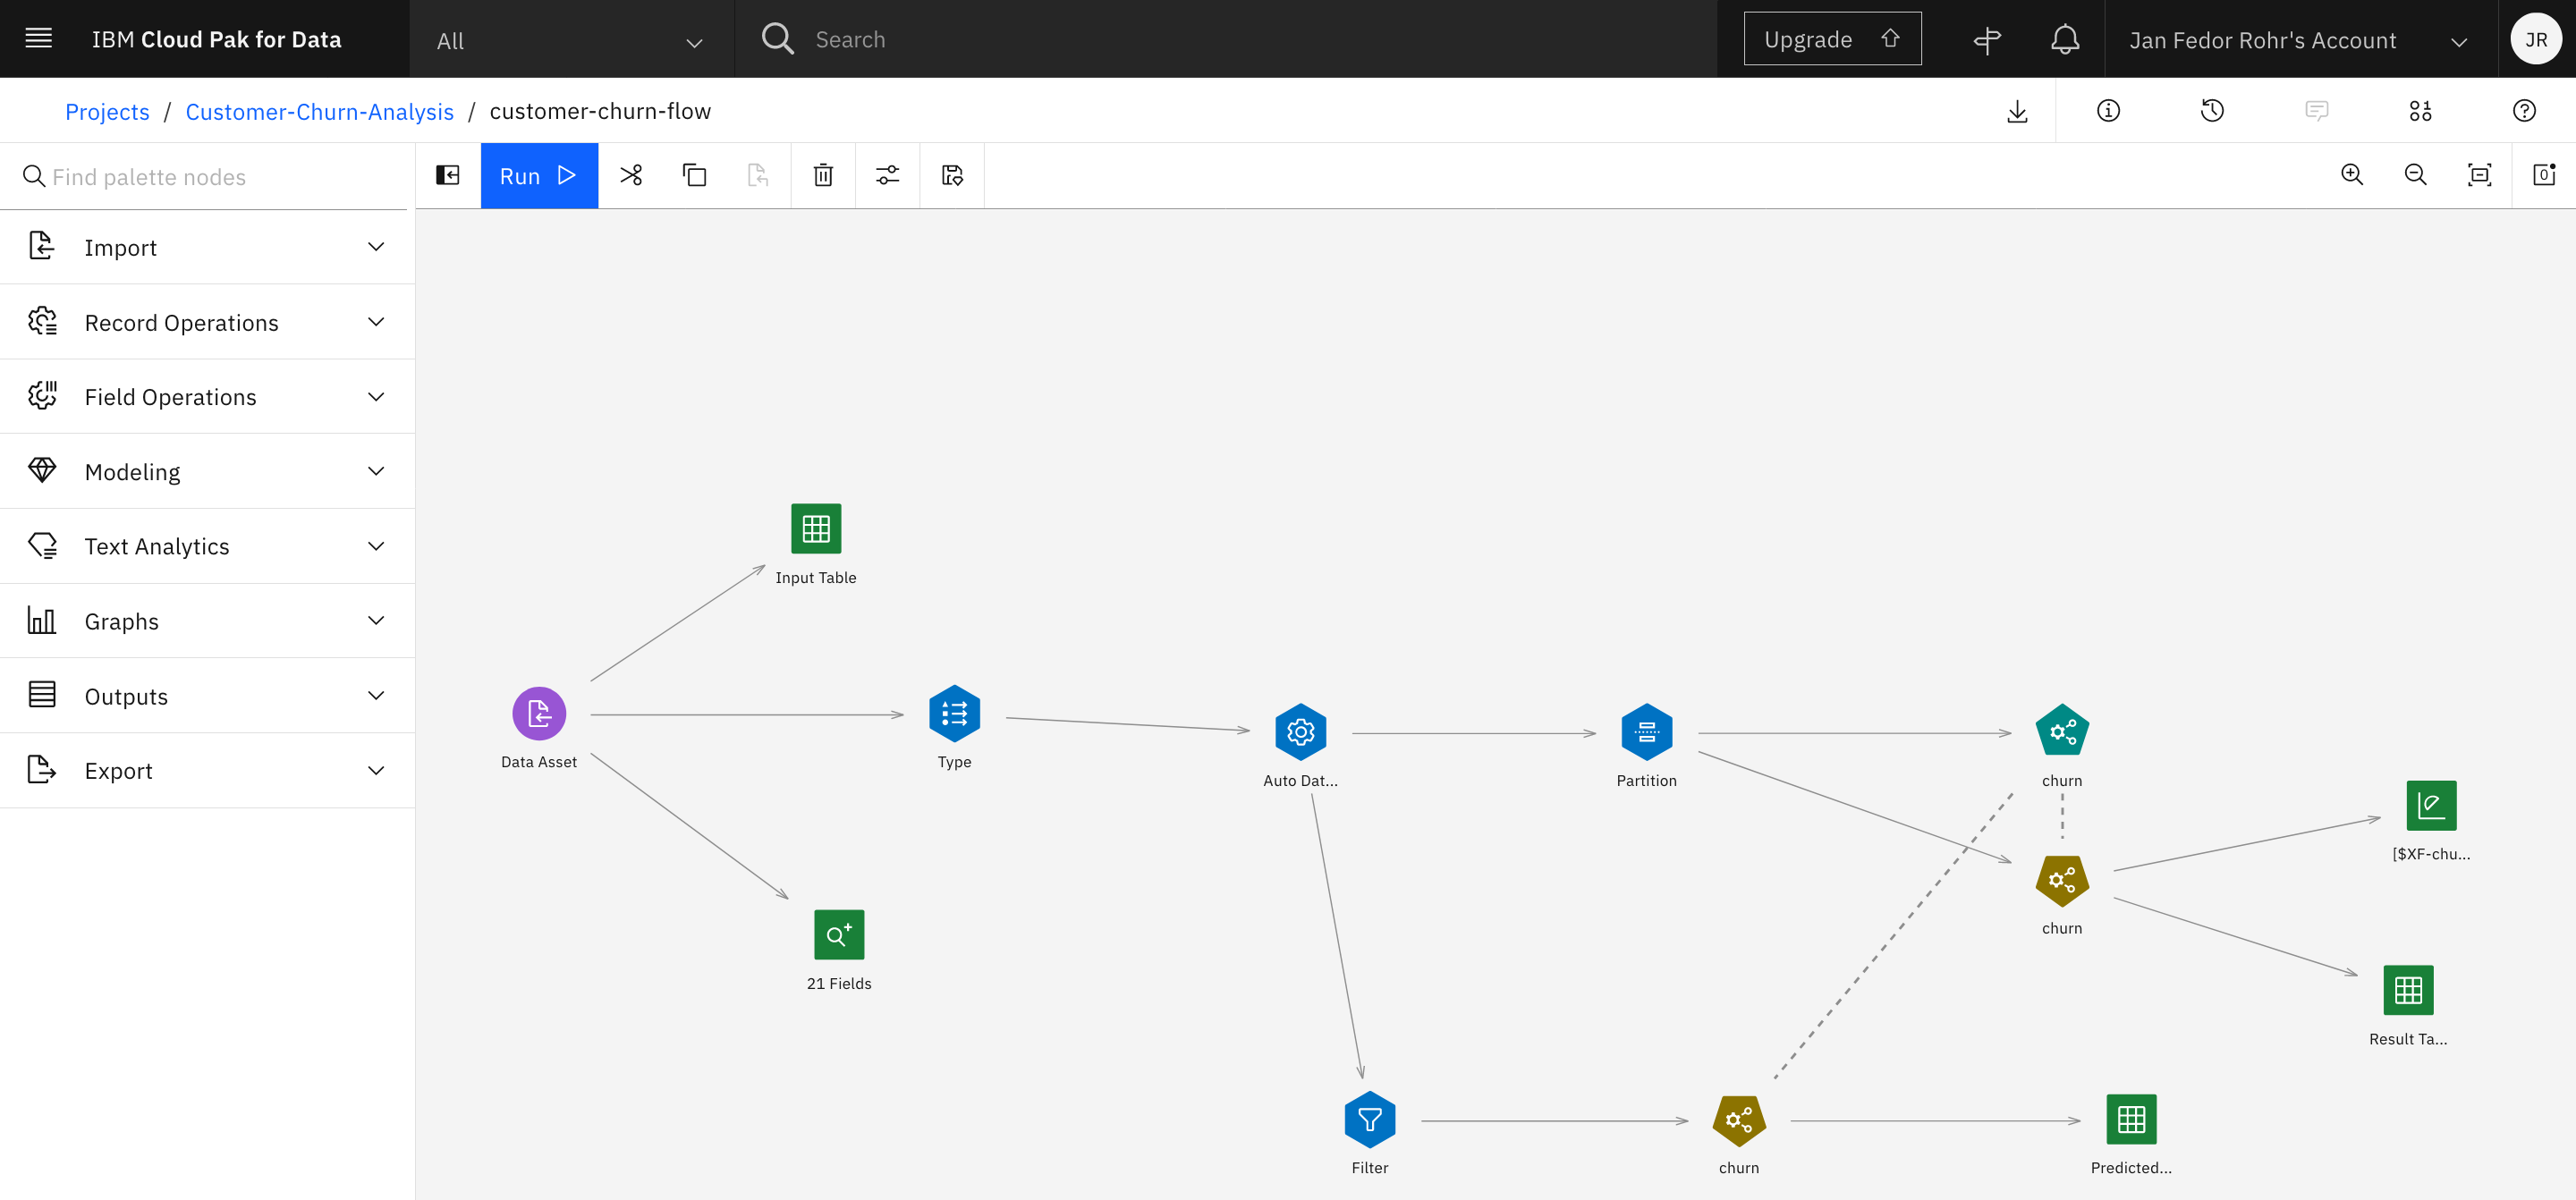 IBM Cloud Pak for Data
All
Search
Upgrade
Jan Fedor Rohr's Account
JR
Projects / Customer-Churn-Analysis / customer-churn-flow
Find palette nodes
Run
Import
Record Operations
Field Operations
Modeling
Text Analytics
Graphs
Outputs
Export
Input Table
Data Asset
Type
Auto Dat...
Partition
churn
[$XF-chu...
churn
21 Fields
Result Ta...
Filter
churn
Predicted...